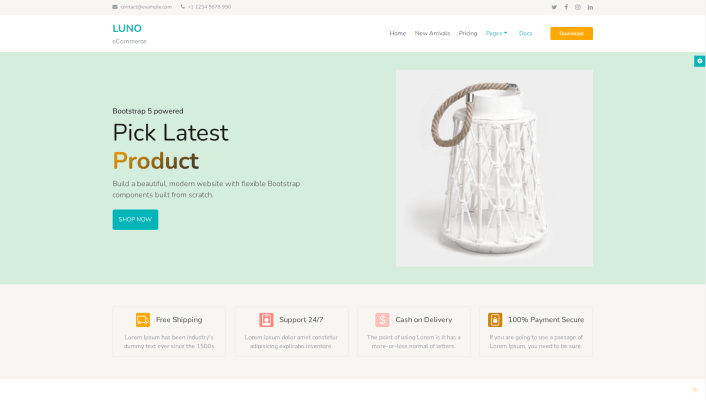 contact@example.com +1 1234 5678 990
LUNO
eCommerce
Home New Arrivals Pricing Pages Docs Download
Bootstrap 5 powered
Pick Latest
Product
Build a beautiful, modern website with flexible Bootstrap
components built from scratch.
SHOP NOW
Free Shipping
Lorem Ipsum has been industry's
dummy text ever since the 1500s.
Support 24/7
Lorem ipsum dolor amet constetur
adipisicing explicabo inventore.
Cash on Delivery
The point of using Lorem is it has a
more-or-less normal of letters.
100% Payment Secure
If you are going to use a passage of
Lorem Ipsum, you need to be sure.